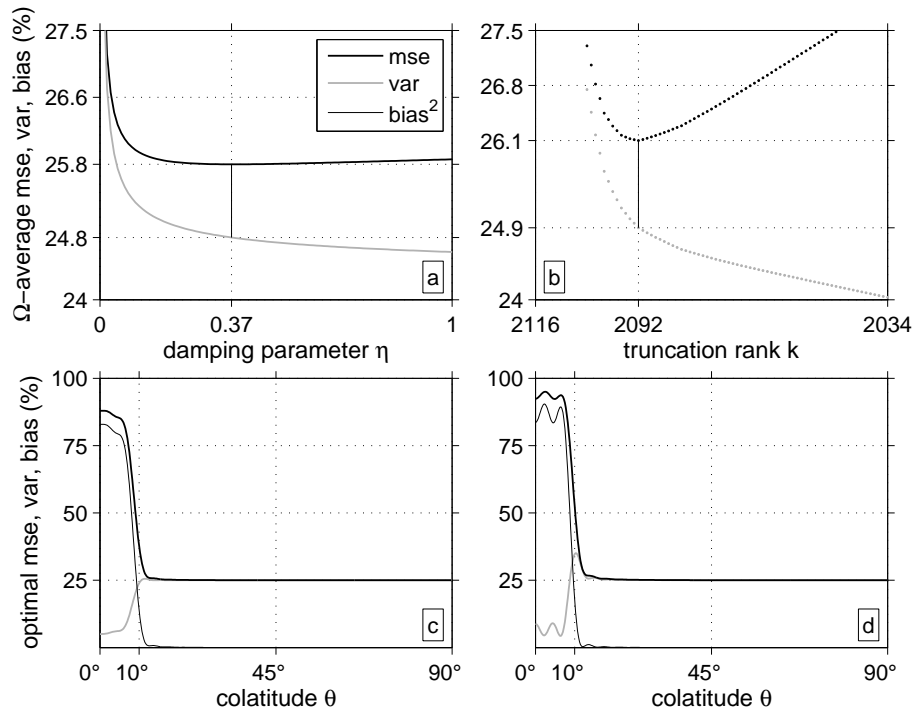 Ω−average mse, var, bias (%)
27.5
26.6
25.8
24.8
24
0
0.37
1
damping parameter η
mse
var
bias²
a
27.5
26.8
26.1
24.9
24
2116
2092
2034
truncation rank k
b
optimal mse, var, bias (%)
100
75
50
25
0°
10°
45°
90°
colatitude θ
c
100
75
50
25
0°
10°
45°
90°
colatitude θ
d